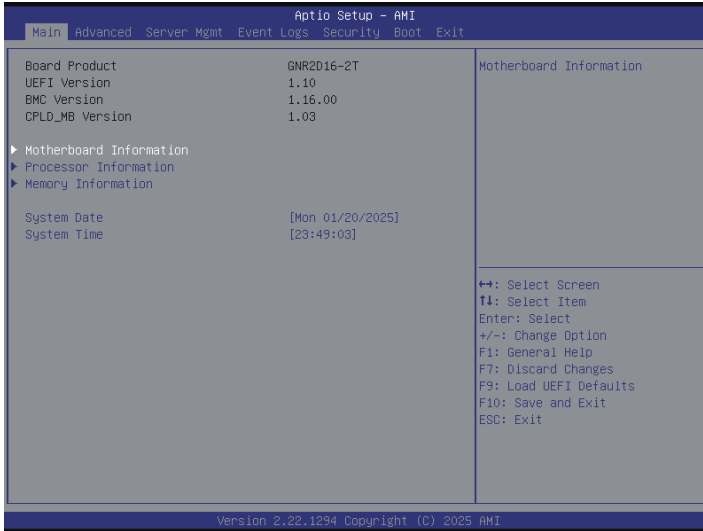 Aptio Setup - AMI
Main Advanced Server Mgmt Event Logs Security Boot Exit
Board Product GNR2D16-2T
UEFI Version 1.10
BMC Version 1.16.00
CPLD_MB Version 1.03
Motherboard Information
Processor Information
Memory Information
System Date [Mon 01/20/2025]
System Time [23:49:03]
Motherboard Information
↔: Select Screen
↑↓: Select Item
Enter: Select
+/-: Change Option
F1: General Help
F7: Discard Changes
F9: Load UEFI Defaults
F10: Save and Exit
ESC: Exit
Version 2.22.1294 Copyright (C) 2025 AMI